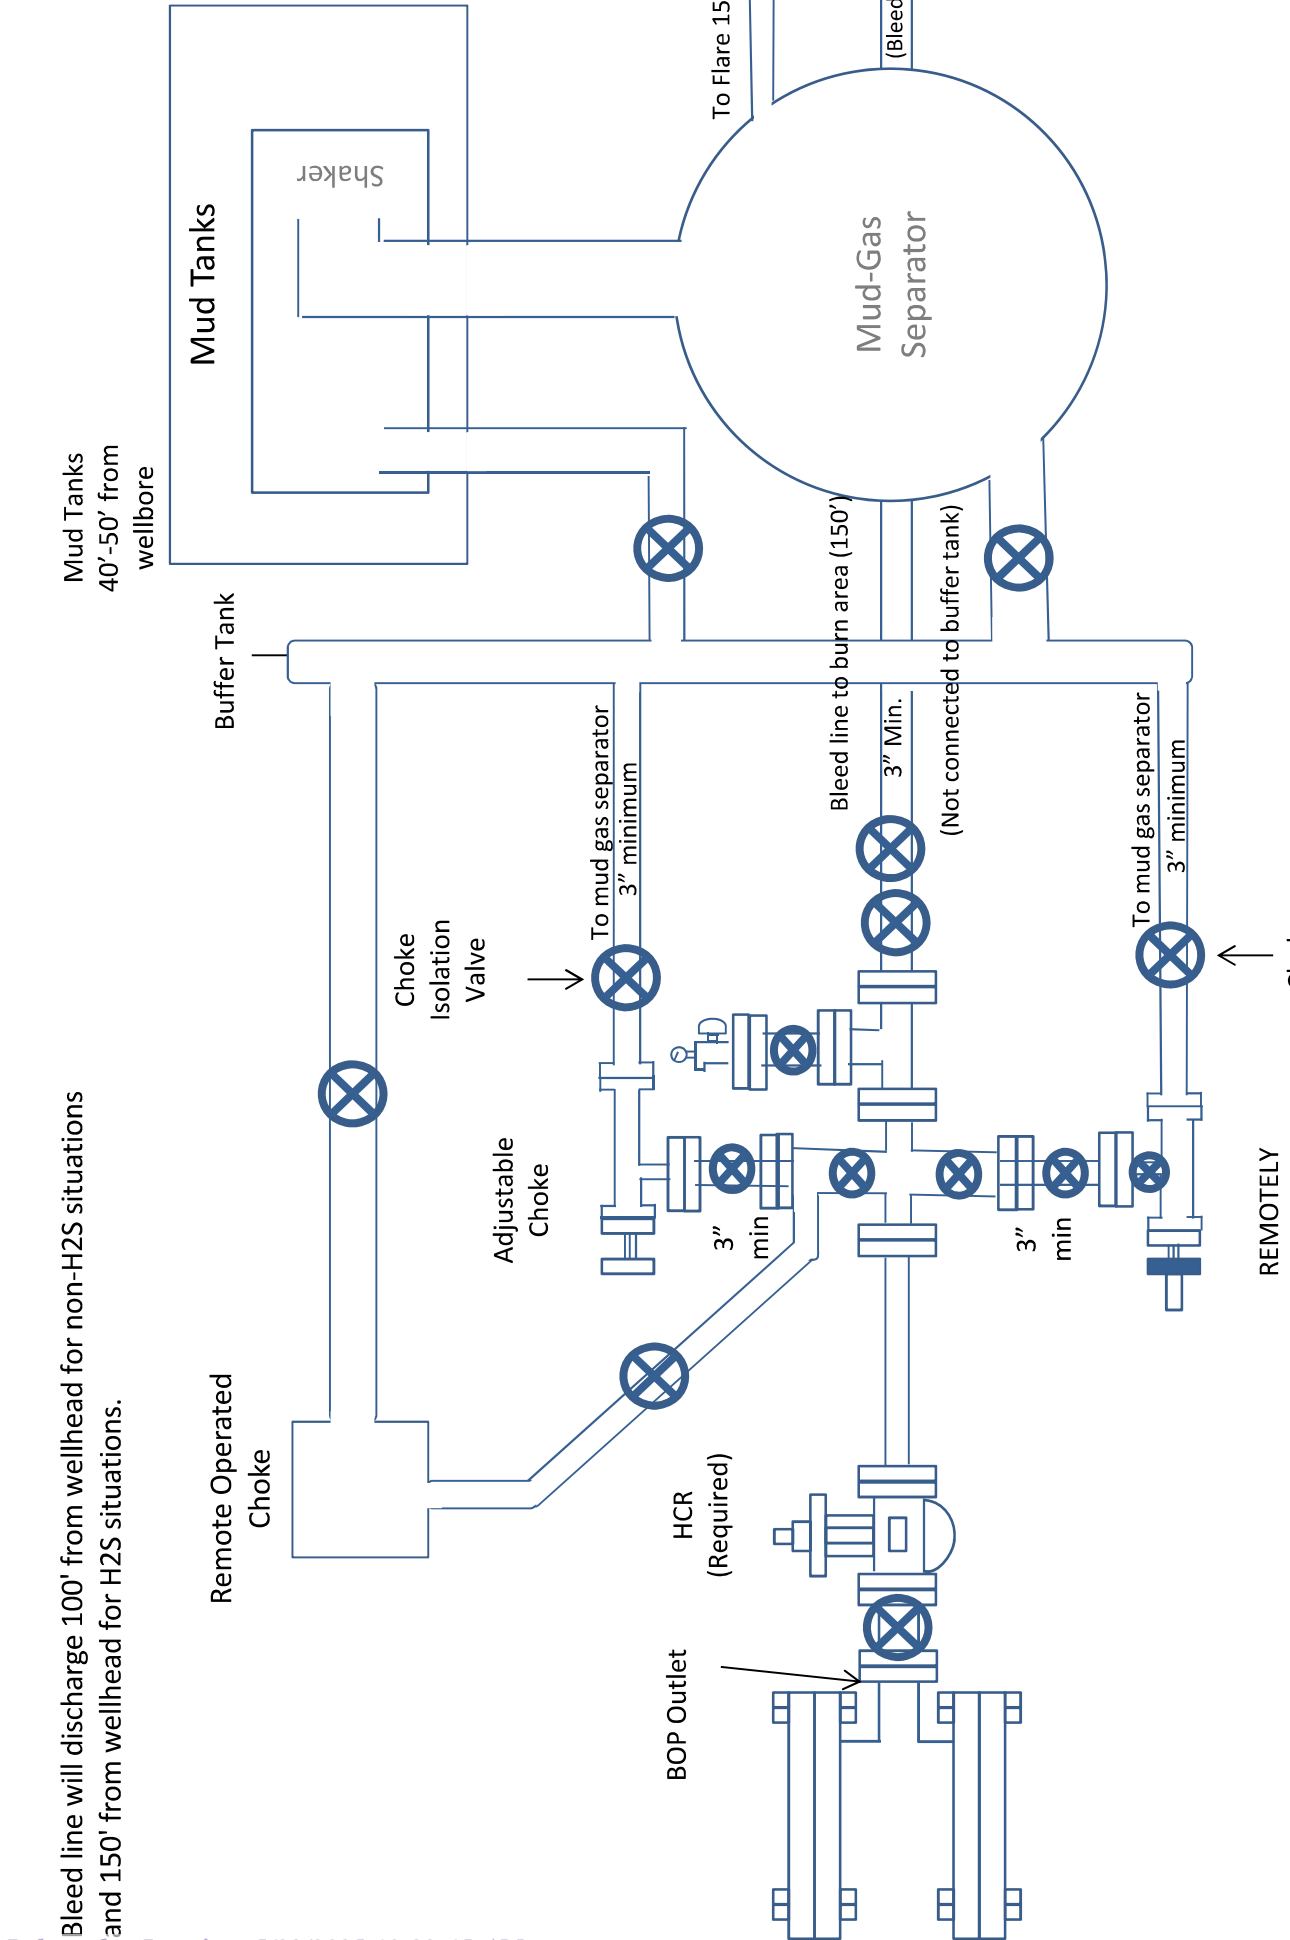 Bleed line will discharge 100' from wellhead for non-H2S situations
and 150' from wellhead for H2S situations.
Mud Tanks
40’-50’ from
wellbore
Mud Tanks
Shaker
Buffer Tank
Remote Operated
Choke
Choke
Isolation
Valve
Adjustable
Choke
To mud gas separator
3” minimum
HCR
(Required)
BOP Outlet
3”
min
To Flare 15
(Bleed
Mud-Gas
Separator
Bleed line to burn area (150’)
3” Min.
(Not connected to buffer tank)
3”
min
To mud gas separator
3” minimum
REMOTELY